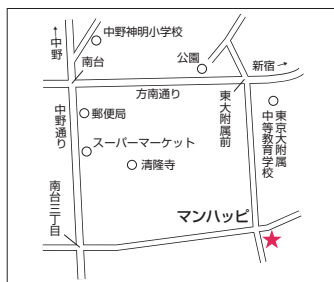 ↑中野
中野神明小学校
公園
新宿→
南台
方南通り
中野通り
郵便局
東大附属前
東京大附属
中等教育学校
スーパーマーケット
清隆寺
南台三丁目
マンハッピ